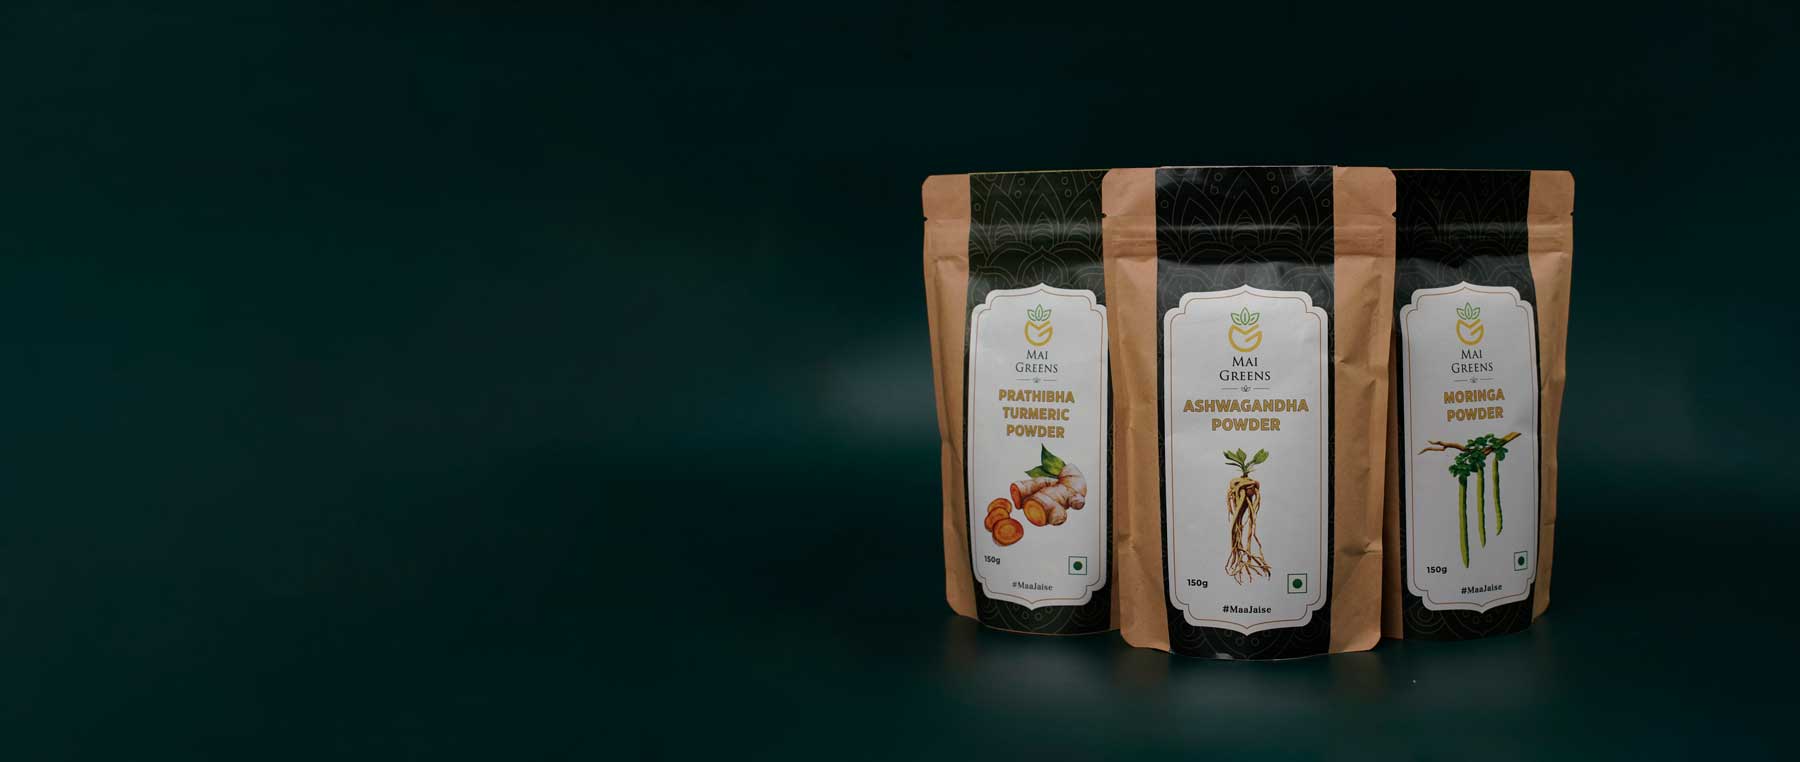 MAI
GREENS
PRATHIBHA
TURMERIC
POWDER
150g
#MaaJaise
MAI
GREENS
ASHWAGANDHA
POWDER
150g
#MaaJaise
MAI
GREENS
MORINGA
POWDER
150g
#MaaJaise